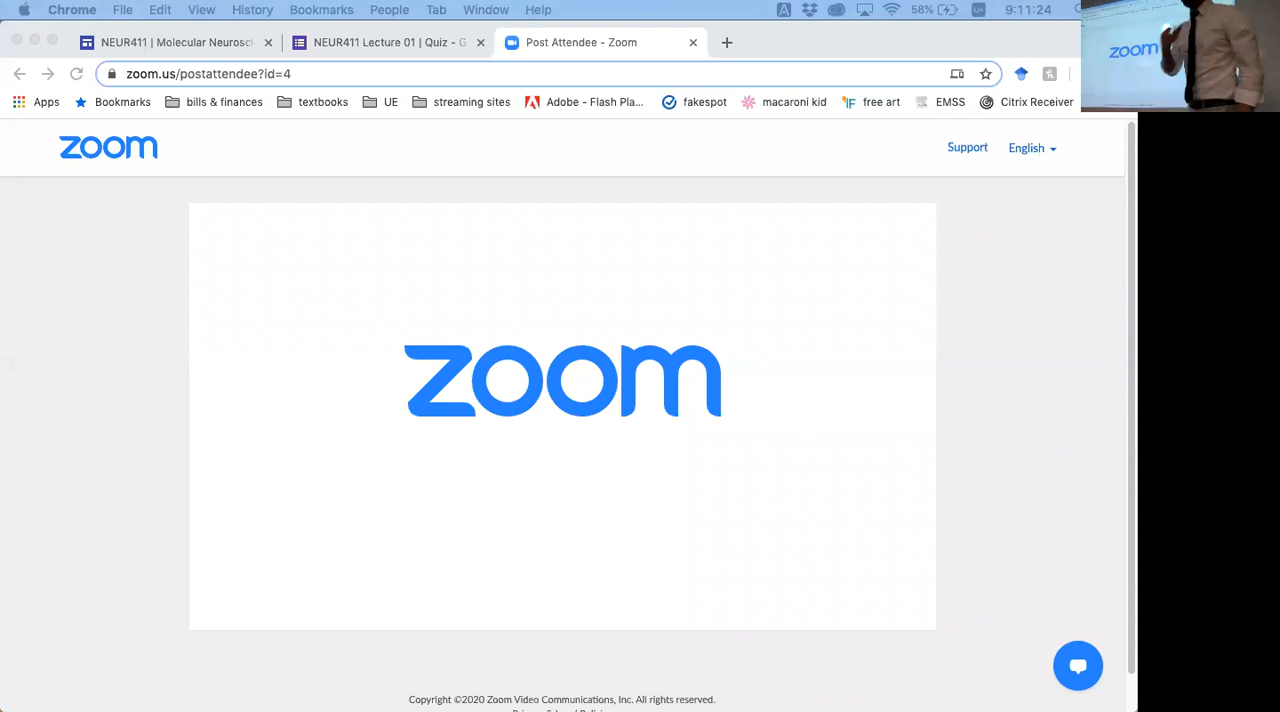 Chrome File Edit View History Bookmarks People Tab Window Help 58% 9:11:24
NEUR411 | Molecular Neurosci NEUR411 Lecture 01 | Quiz - G Post Attendee - Zoom
zoom.us/postattendee?id=4
Apps Bookmarks bills & finances textbooks UE streaming sites Adobe - Flash Pla... fakespot macaroni kid free art EMSS Citrix Receiver
zoom
zoom Support English
zoom
Copyright ©2020 Zoom Video Communications, Inc. All rights reserved.